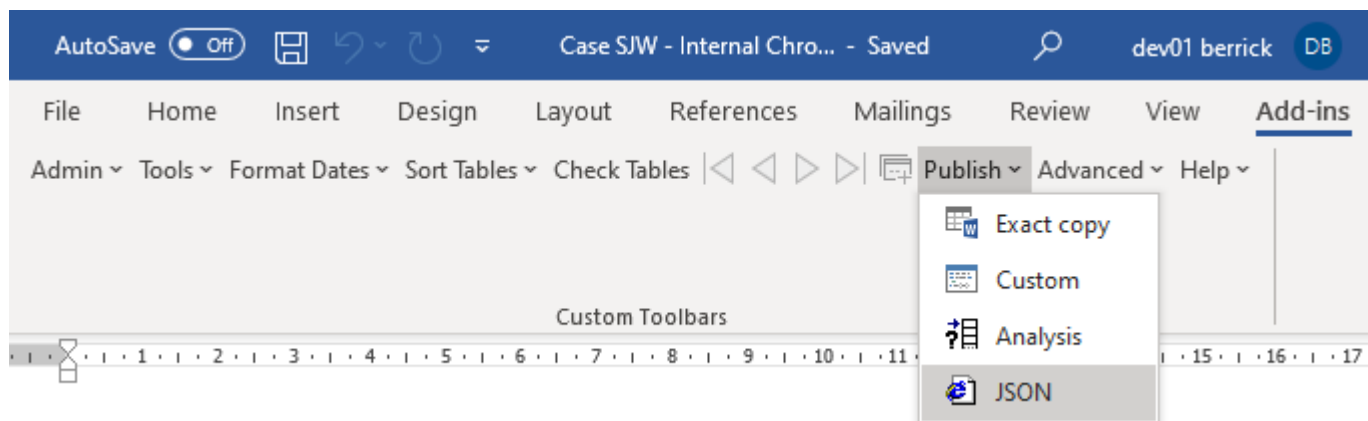 AutoSave Off Case SJW - Internal Chro... - Saved dev01 berrick DB
File Home Insert Design Layout References Mailings Review View Add-ins
Admin Tools Format Dates Sort Tables Check Tables Publish Advanced Help
Exact copy
Custom
Analysis
JSON
Custom Toolbars
1 2 3 4 5 6 7 8 9 10 11 15 16 17